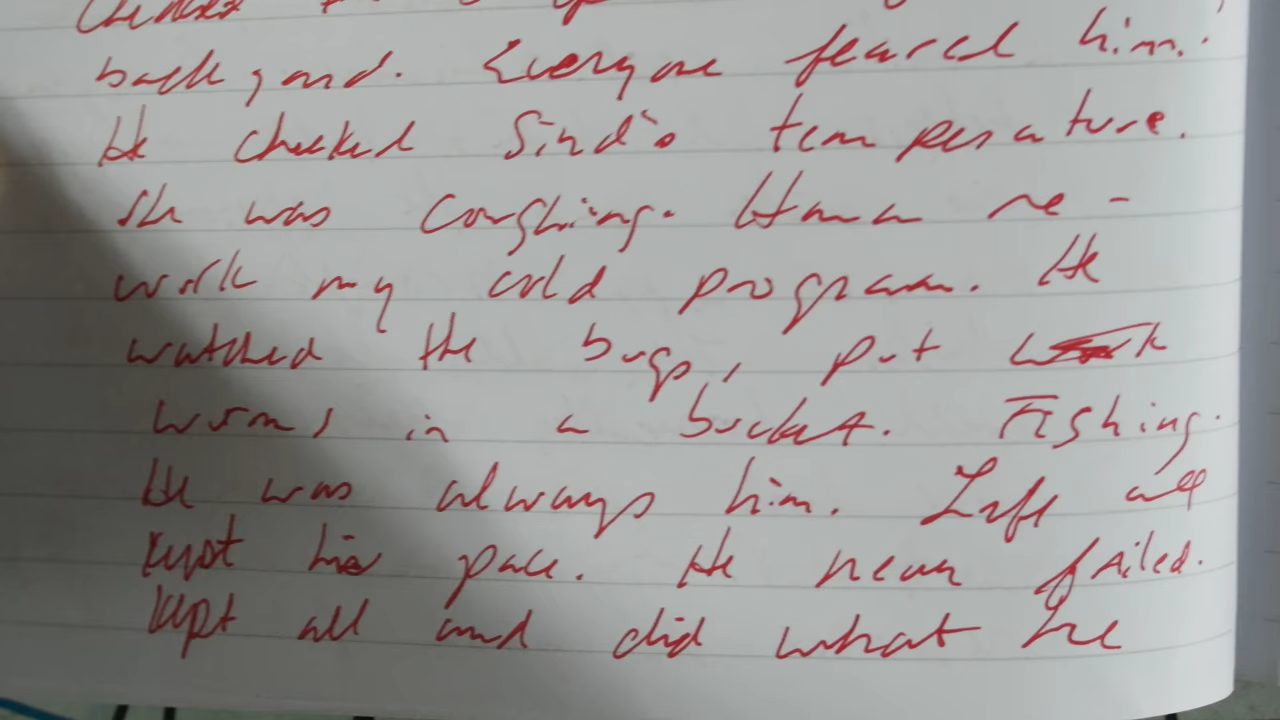 backyard. Everyone feared him.
He checked Sind's temperature.
She was coughing. Human re-
work my cold program. He
watched the bugs, put
worms in a bucket. Fishing.
He was always him. Left all
kept his pace. He never failed.
Kept all and did what he